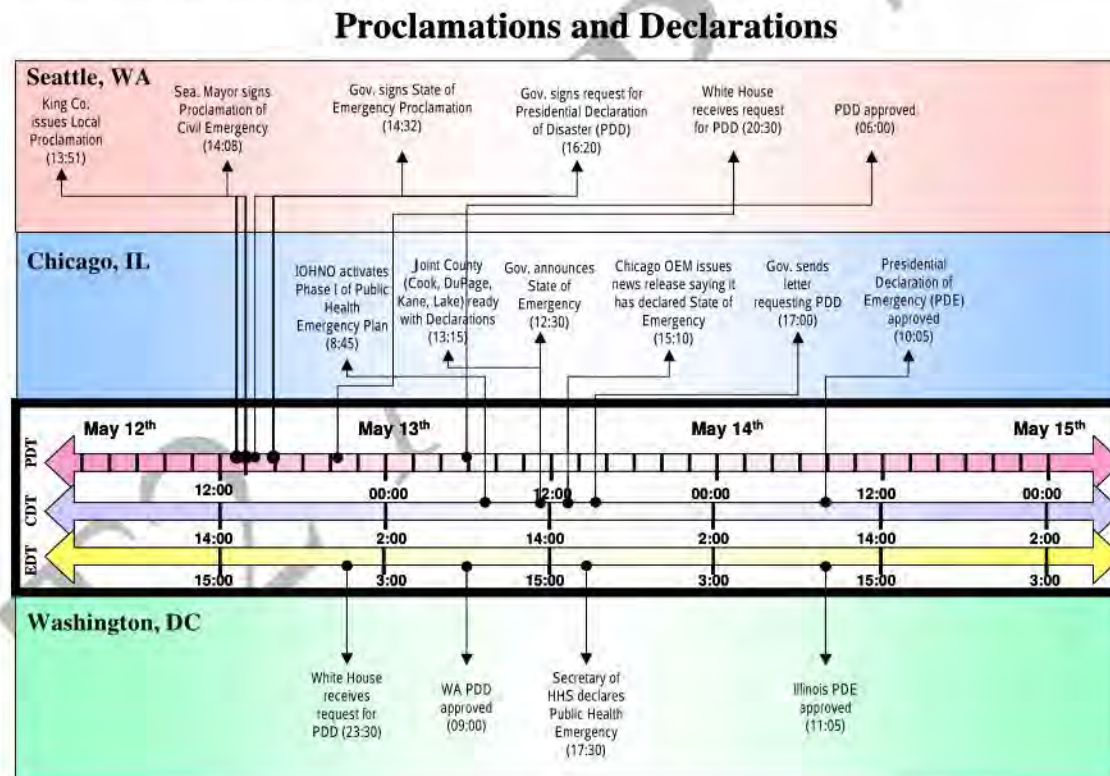 Proclamations and Declarations
Seattle, WA
King Co.
issues Local
Proclamation
(13:51)
Sea. Mayor signs
Proclamation of
Civil Emergency
(14:08)
Gov. signs State of
Emergency Proclamation
(14:32)
Gov. signs request for
Presidential Declaration
of Disaster (PDD)
(16:20)
White House
receives request
for PDD (20:30)
PDD approved
(06:00)
Chicago, IL
IOHNO activates
Phase I of Public
Health
Emergency Plan
(8:45)
Joint County
(Cook, DuPage,
Kane, Lake) ready
with Declarations
(13:15)
Gov. announces
State of
Emergency
(12:30)
Chicago OEM issues
news release saying it
has declared State of
Emergency
(15:10)
Gov. sends
letter
requesting PDD
(17:00)
Presidential
Declaration of
Emergency (PDE)
approved
(10:05)
May 12th
May 13th
May 14th
May 15th
PDT
12:00
00:00
12:00
00:00
12:00
00:00
CDT
14:00
2:00
14:00
2:00
14:00
2:00
EDT
15:00
3:00
15:00
3:00
15:00
3:00
Washington, DC
White House
receives
request for
PDD (23:30)
WA PDD
approved
(09:00)
Secretary of
HHS declares
Public Health
Emergency
(17:30)
Illinois PDE
approved
(11:05)